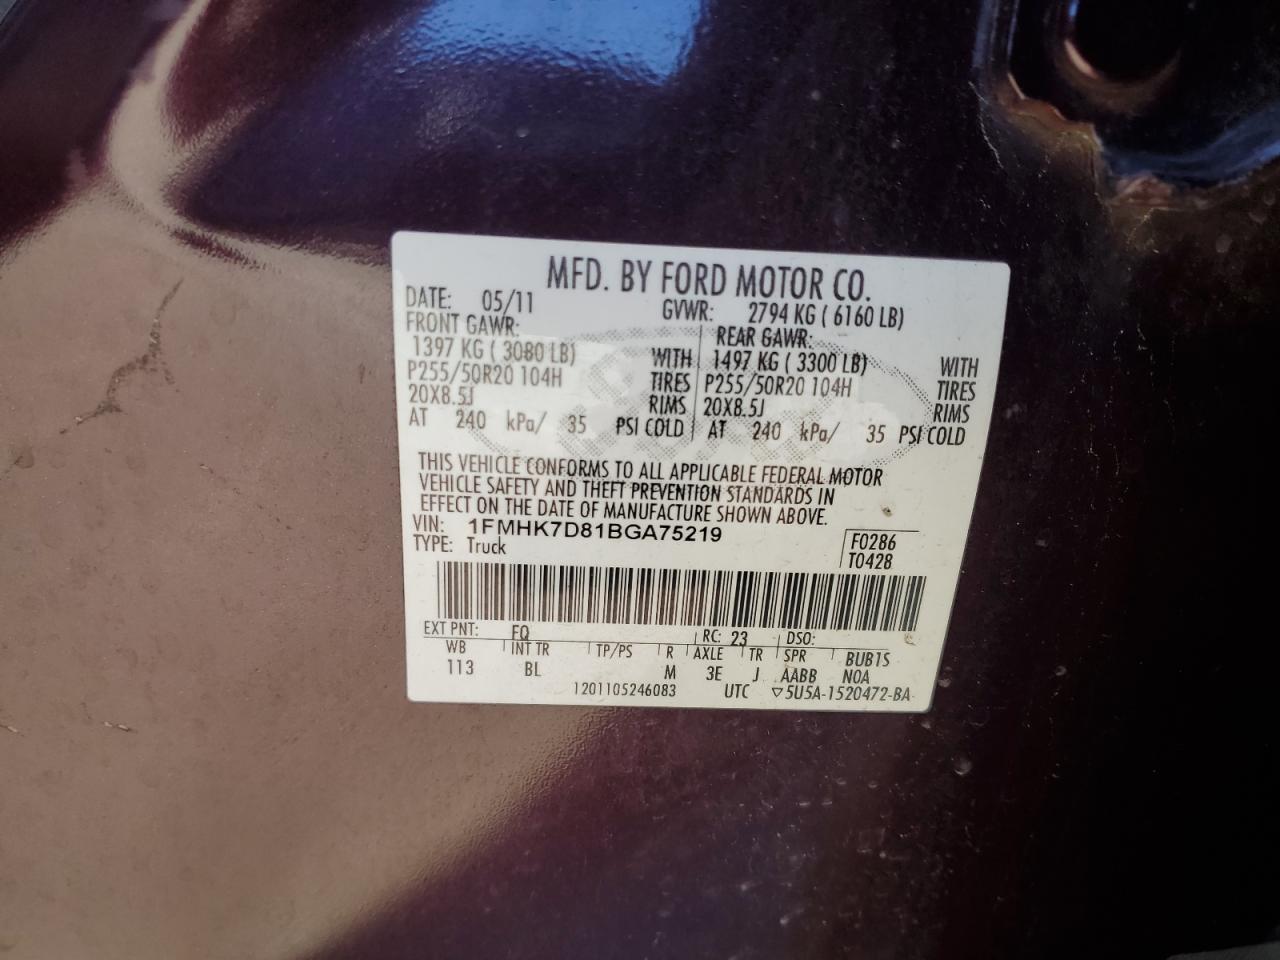 MFD. BY FORD MOTOR CO.
DATE: 05/11 GVWR: 2794 KG ( 6160 LB)
FRONT GAWR: REAR GAWR:
1397 KG ( 3080 LB) WITH 1497 KG ( 3300 LB) WITH
P255/50R20 104H TIRES P255/50R20 104H TIRES
20X8.5J RIMS 20X8.5J RIMS
AT 240 kPa/ 35 PSI COLD AT 240 kPa/ 35 PSI COLD
THIS VEHICLE CONFORMS TO ALL APPLICABLE FEDERAL MOTOR
VEHICLE SAFETY AND THEFT PREVENTION STANDARDS IN
EFFECT ON THE DATE OF MANUFACTURE SHOWN ABOVE.
VIN: 1FMHK7D81BGA75219 F0286
TYPE: Truck T0428
EXT PNT: FQ RC: 23 DSO:
WB INT TR TP/PS R AXLE TR SPR BUB1S
113 BL M 3E J AABB NOA
1201105246083 UTC ▽5U5A-1520472-BA